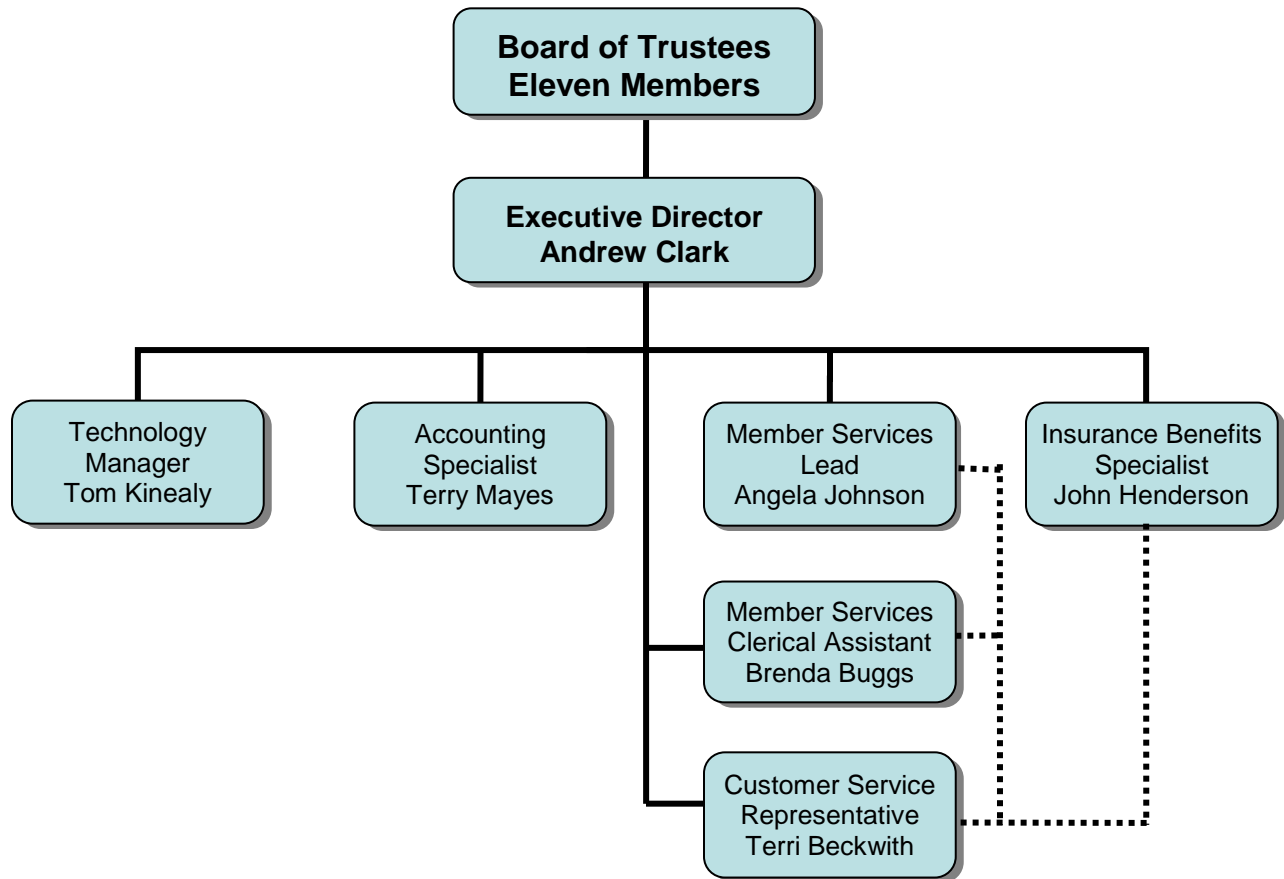 Board of Trustees
Eleven Members
Executive Director
Andrew Clark
Technology
Manager
Tom Kinealy
Accounting
Specialist
Terry Mayes
Member Services
Lead
Angela Johnson
Insurance Benefits
Specialist
John Henderson
Member Services
Clerical Assistant
Brenda Buggs
Customer Service
Representative
Terri Beckwith